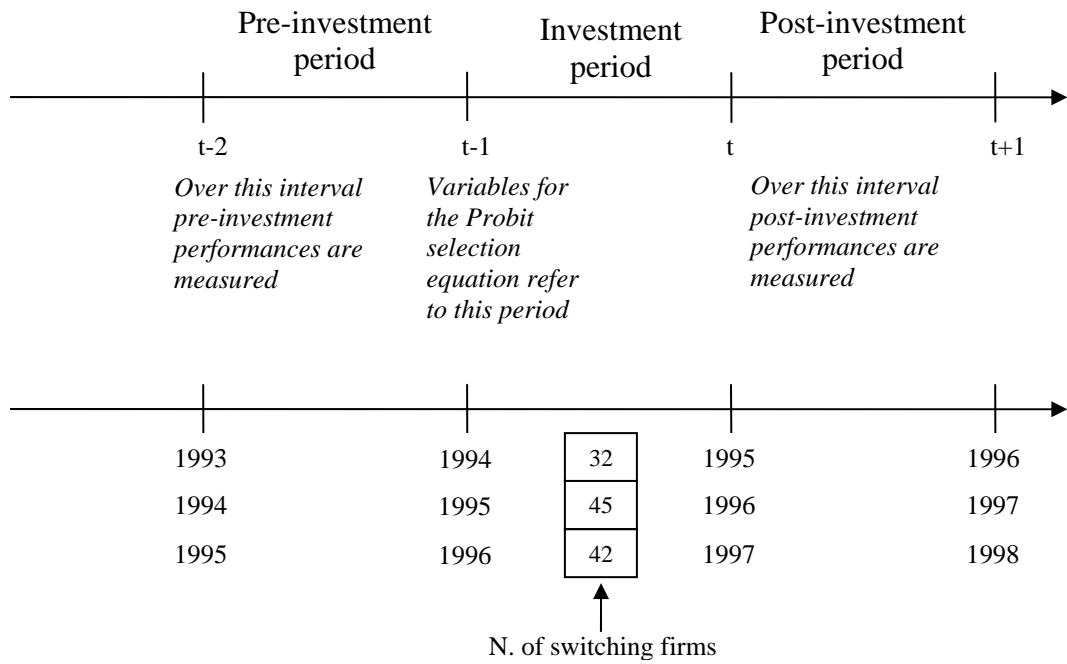 Pre-investment
period
Investment
period
Post-investment
period
t-2
t-1
t
t+1
Over this interval
pre-investment
performances are
measured
Variables for
the Probit
selection
equation refer
to this period
Over this interval
post-investment
performances are
measured
1993 1994 32 1995 1996
1994 1995 45 1996 1997
1995 1996 42 1997 1998
N. of switching firms